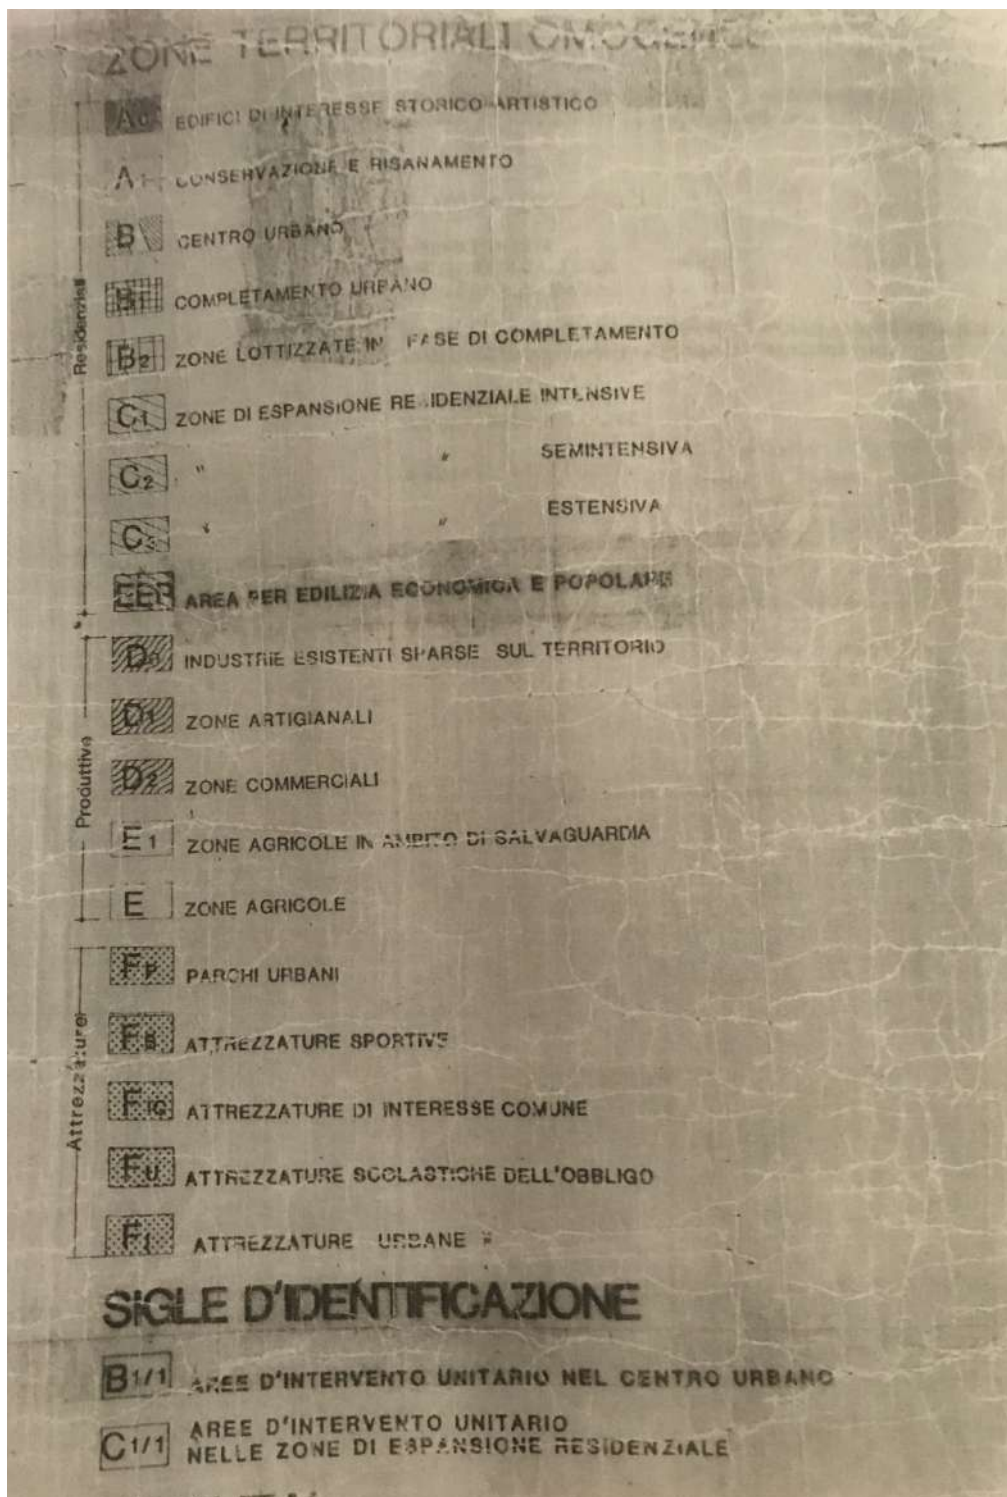 ZONE TERRITORIALI OMOGENEE
Residenziali
A0 EDIFICI DI INTERESSE STORICO-ARTISTICO
A1 CONSERVAZIONE E RISANAMENTO
B CENTRO URBANO
B1 COMPLETAMENTO URBANO
B2 ZONE LOTTIZZATE IN FASE DI COMPLETAMENTO
C1 ZONE DI ESPANSIONE RESIDENZIALE INTENSIVE
C2 " " SEMINTENSIVA
C3 " " ESTENSIVA
EEP AREA PER EDILIZIA ECONOMICA E POPOLARE
Produttive
D0 INDUSTRIE ESISTENTI SPARSE SUL TERRITORIO
D1 ZONE ARTIGIANALI
D2 ZONE COMMERCIALI
E1 ZONE AGRICOLE IN AMBITO DI SALVAGUARDIA
E ZONE AGRICOLE
Attrezzature
FP PARCHI URBANI
ATTREZZATURE SPORTIVE
FIC ATTREZZATURE DI INTERESSE COMUNE
FU ATTREZZATURE SCOLASTICHE DELL'OBBLIGO
F1 ATTREZZATURE URBANE
SIGLE D'IDENTIFICAZIONE
B1/1 AREE D'INTERVENTO UNITARIO NEL CENTRO URBANO
C1/1 AREE D'INTERVENTO UNITARIO
NELLE ZONE DI ESPANSIONE RESIDENZIALE